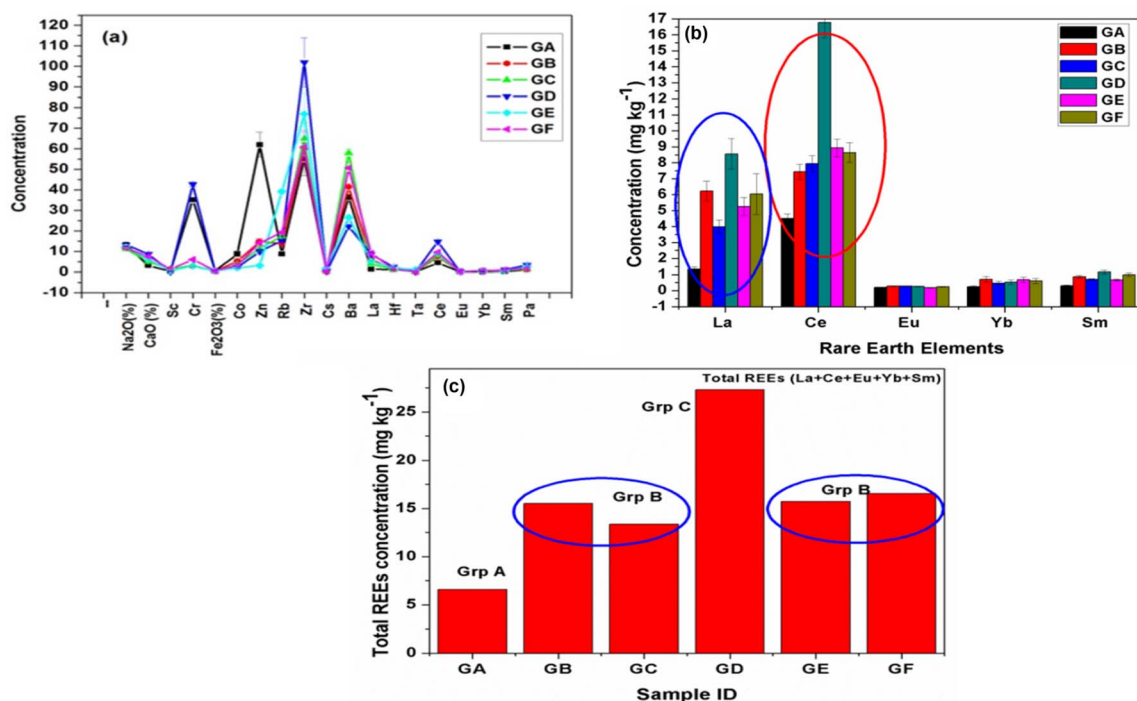 (a)
Concentration
120
110
100
90
80
70
60
50
40
30
20
10
0
-10
GA
GB
GC
GD
GE
GF
Na2O(%)
CaO (%)
Sc
Cr
Fe2O3(%)
Co
Zn
Rb
Zr
Cs
Ba
La
Hf
Ta
Ce
Eu
Yb
Sm
Pa
(b)
Concentration (mg kg-1)
17
16
15
14
13
12
11
10
9
8
7
6
5
4
3
2
1
0
-1
GA
GB
GC
GD
GE
GF
La Ce Eu Yb Sm
Rare Earth Elements
(c)
Total REEs (La+Ce+Eu+Yb+Sm)
Total REEs concentration (mg kg-1)
25
20
15
10
5
0
Grp C
Grp B
Grp B
Grp A
GA GB GC GD GE GF
Sample ID